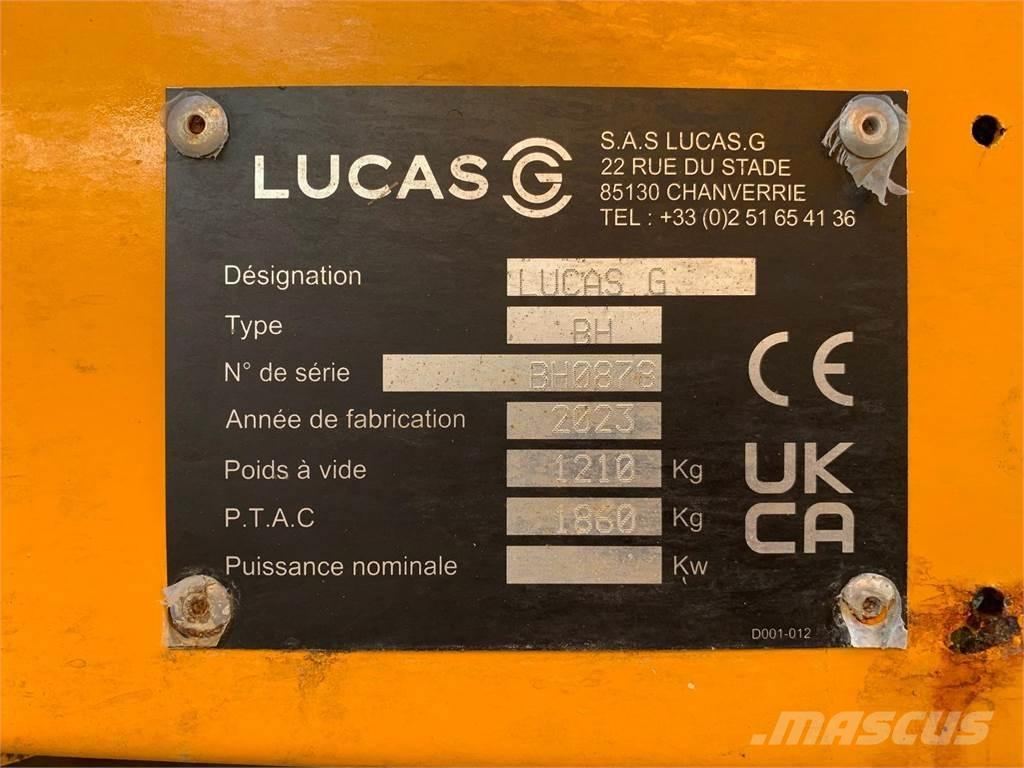 LUCAS G
S.A.S LUCAS.G
22 RUE DU STADE
85130 CHANVERRIE
TEL : +33 (0)2 51 65 41 36
Désignation LUCAS G
Type BH
N° de série BH0878
Année de fabrication 2023
Poids à vide 1210 Kg
P.T.A.C 1860 Kg
Puissance nominale Kw
CE
UK
CA
D001-012
MASCUS